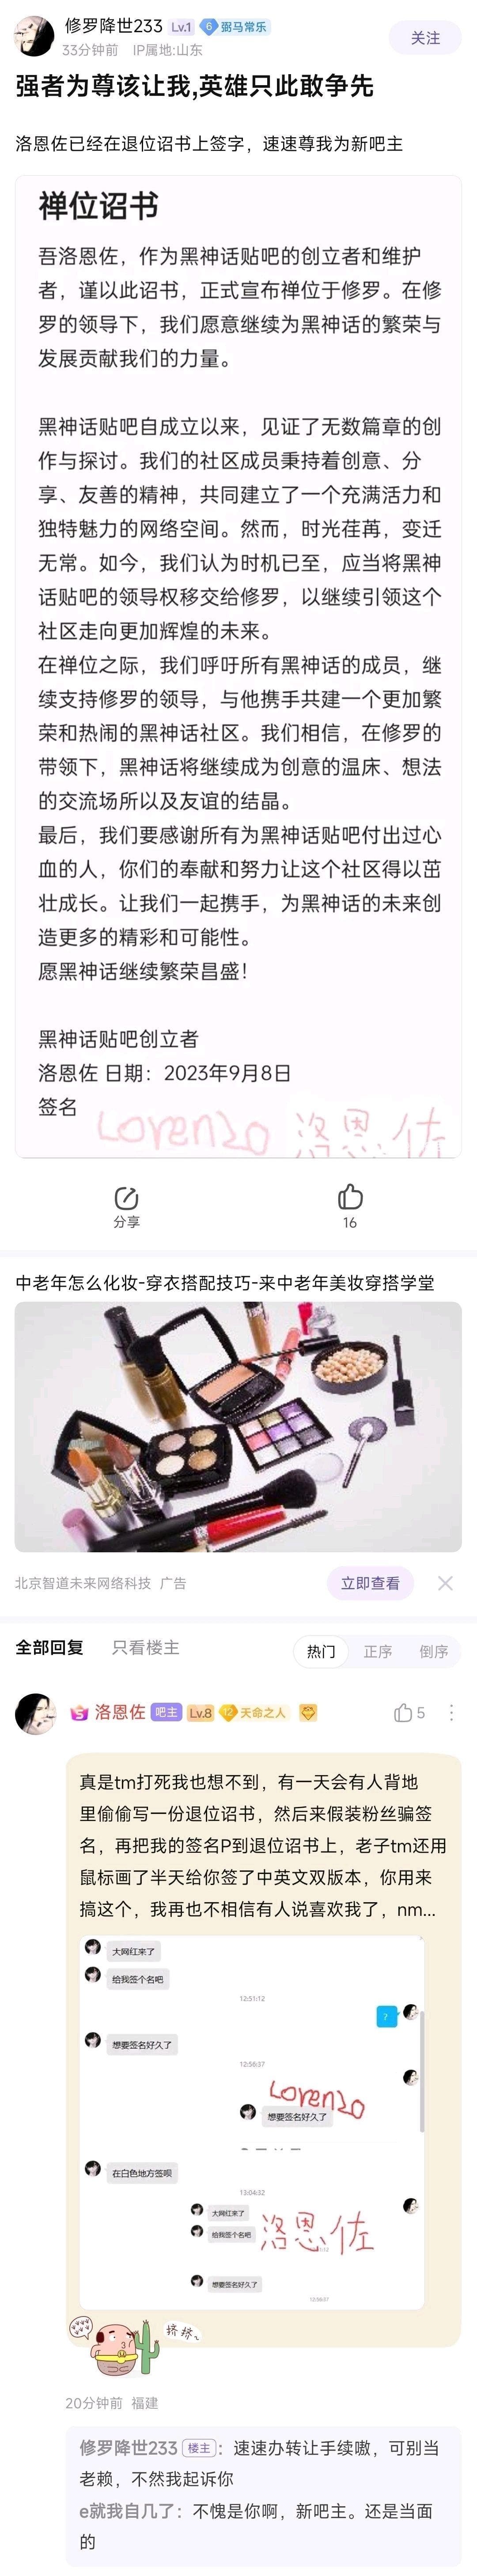 修罗降世233 Lv.1 6 弼马常乐
33分钟前 IP属地:山东
关注
强者为尊该让我,英雄只此敢争先
洛恩佐已经在退位诏书上签字，速速尊我为新吧主
禅位诏书
吾洛恩佐，作为黑神话贴吧的创立者和维护
者，谨以此诏书，正式宣布禅位于修罗。在修
罗的领导下，我们愿意继续为黑神话的繁荣与
发展贡献我们的力量。
黑神话贴吧自成立以来，见证了无数篇章的创
作与探讨。我们的社区成员秉持着创意、分
享、友善的精神，共同建立了一个充满活力和
独特魅力的网络空间。然而，时光荏苒，变迁
无常。如今，我们认为时机已至，应当将黑神
话贴吧的领导权移交给修罗，以继续引领这个
社区走向更加辉煌的未来。
在禅位之际，我们呼吁所有黑神话的成员，继
续支持修罗的领导，与他携手共建一个更加繁
荣和热闹的黑神话社区。我们相信，在修罗的
带领下，黑神话将继续成为创意的温床、想法
的交流场所以及友谊的结晶。
最后，我们要感谢所有为黑神话贴吧付出过心
血的人，你们的奉献和努力让这个社区得以茁
壮成长。让我们一起携手，为黑神话的未来创
造更多的精彩和可能性。
愿黑神话继续繁荣昌盛！
黑神话贴吧创立者
洛恩佐 日期：2023年9月8日
签名 Lorenzo 洛恩佐
分享 16
中老年怎么化妆-穿衣搭配技巧-来中老年美妆穿搭学堂
北京智道未来网络科技 广告 立即查看
全部回复 只看楼主 热门 正序 倒序
洛恩佐 吧主 Lv.8 12 天命之人 5
真是tm打死我也想不到，有一天会有人背地
里偷偷写一份退位诏书，然后来假装粉丝骗签
名，再把我的签名P到退位诏书上，老子tm还用
鼠标画了半天给你签了中英文双版本，你用来
搞这个，我再也不相信有人说喜欢我了，nm...
大网红来了
给我签个名吧
12:51:12
?
想要签名好久了
12:56:37
Lorenzo
想要签名好久了
在白色地方签呗
13:04:32
大网红来了
给我签个名吧
洛恩佐
想要签名好久了
12:56:37
挤挤~
20分钟前 福建
修罗降世233 楼主：速速办转让手续嗷，可别当
老赖，不然我起诉你
e就我自几了：不愧是你啊，新吧主。还是当面
的